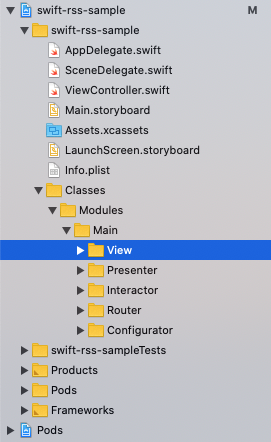 swift-rss-sample M
swift-rss-sample
AppDelegate.swift
SceneDelegate.swift
ViewController.swift
Main.storyboard
Assets.xcassets
LaunchScreen.storyboard
Info.plist
Classes
Modules
Main
View
Presenter
Interactor
Router
Configurator
swift-rss-sampleTests
Products
Pods
Frameworks
Pods